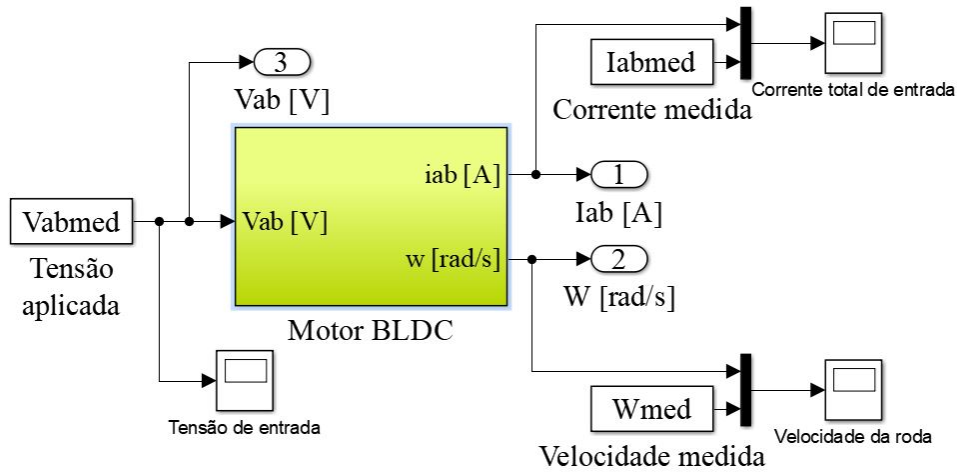 3
Vab [V]
Iabmed
Corrente medida
Corrente total de entrada
iab [A]
1
Iab [A]
Vabmed
Tensão
aplicada
Vab [V]
w [rad/s]
2
W [rad/s]
Motor BLDC
Tensão de entrada
Wmed
Velocidade medida
Velocidade da roda